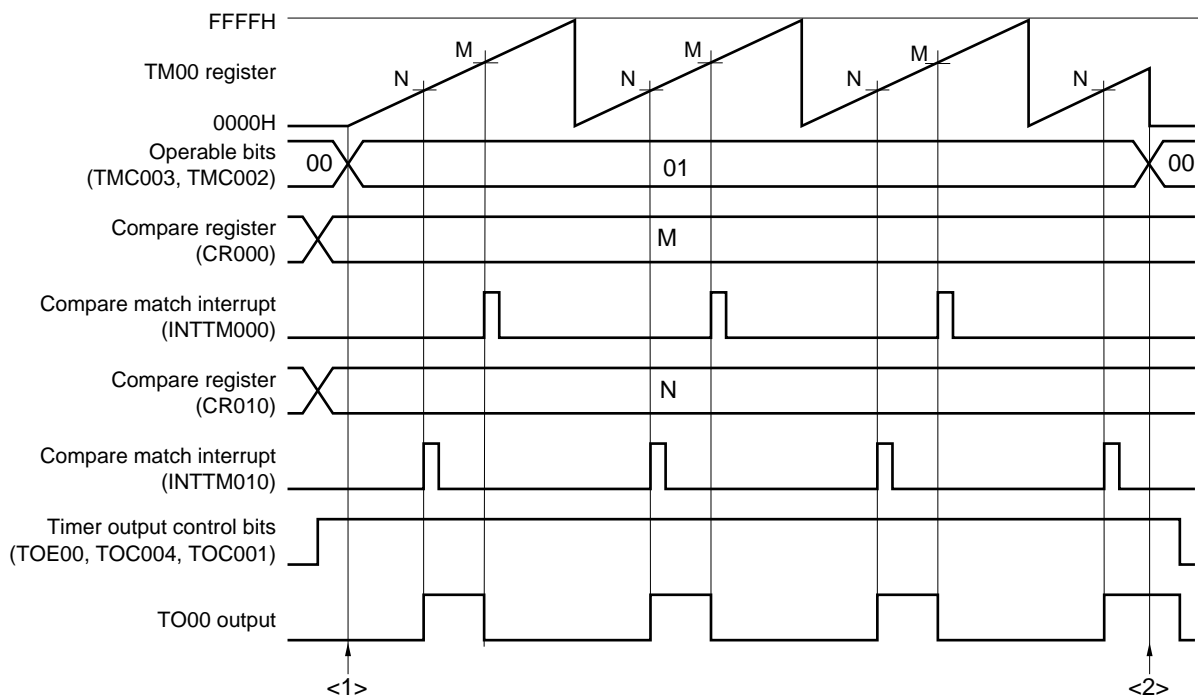 FFFFH
TM00 register
N M N M N M N
0000H
Operable bits
(TMC003, TMC002)
00 01 00
Compare register
(CR000)
M
Compare match interrupt
(INTTM000)
Compare register
(CR010)
N
Compare match interrupt
(INTTM010)
Timer output control bits
(TOE00, TOC004, TOC001)
TO00 output
<1> <2>